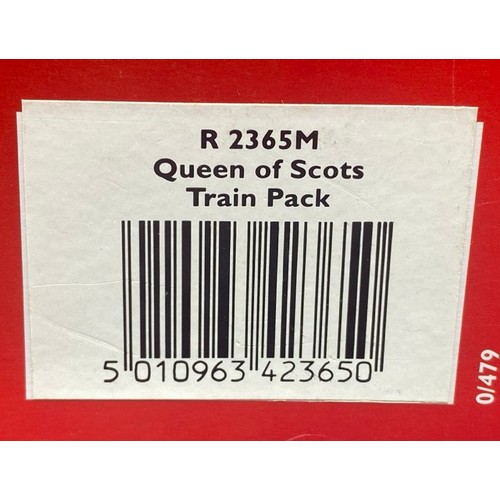 R 2365M
Queen of Scots
Train Pack
5 010963 423650
0/479